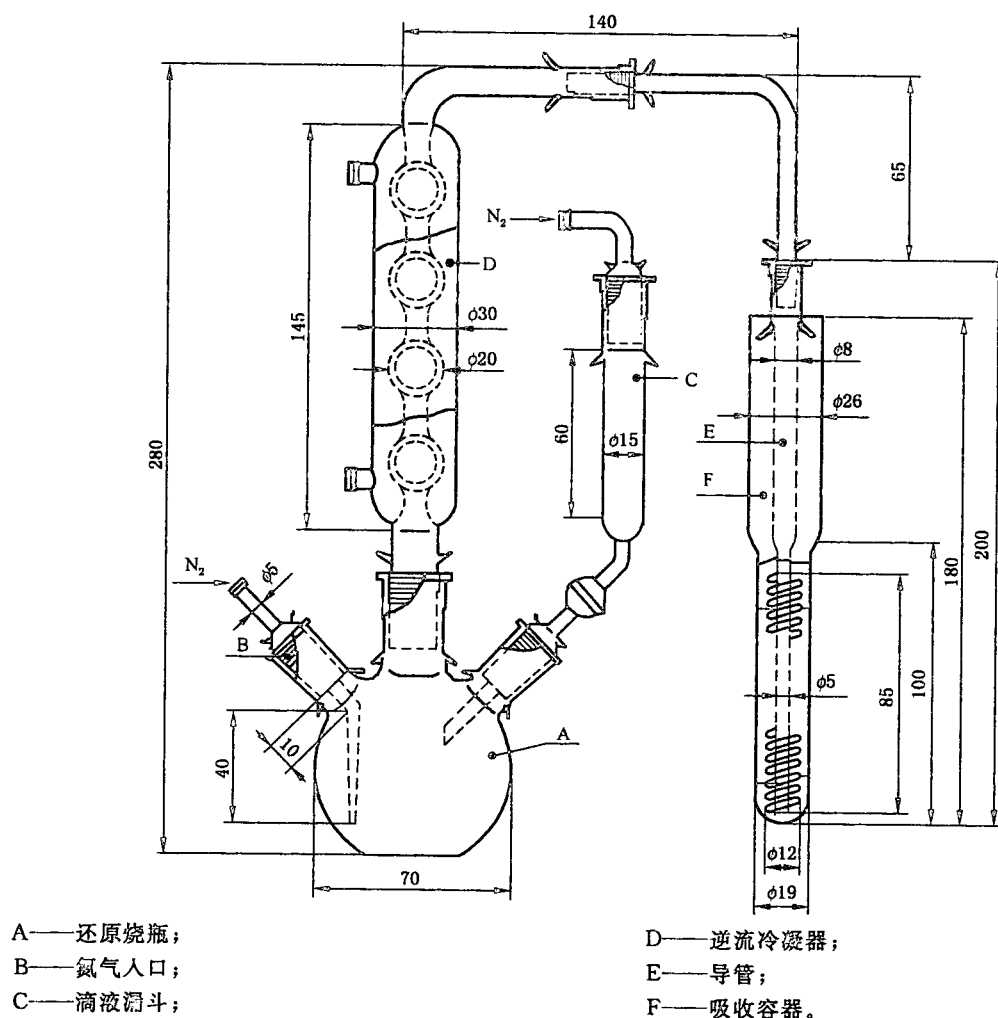 140
65
N₂
D
145
ϕ30
ϕ20
C
ϕ8
60
ϕ15
ϕ26
280
E
F
200
180
N₂
ϕ5
B
85
100
ϕ5
A
10
40
ϕ12
70
ϕ19
A——还原烧瓶；
B——氮气入口；
C——滴液漏斗；
D——逆流冷凝器；
E——导管；
F——吸收容器。